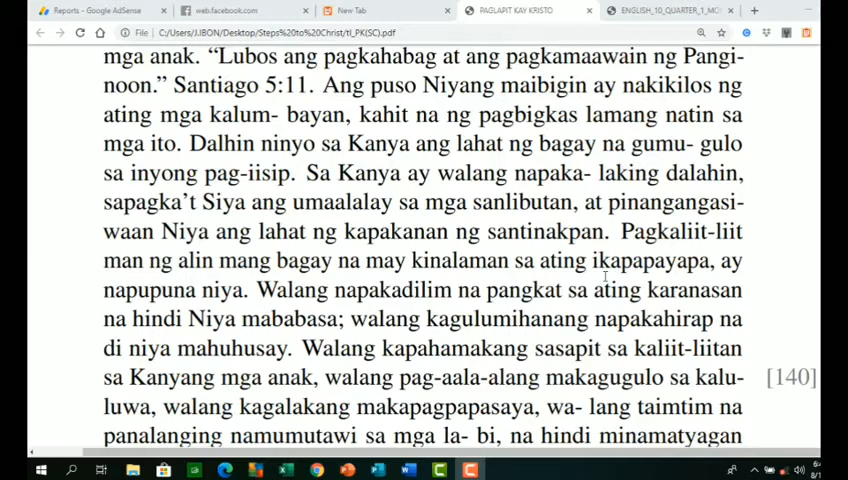 Reports - Google AdSense
web.facebook.com
New Tab
PAGLAPIT KAY KRISTO
ENGLISH_10_QUARTER_1_MO
File
C:/Users/JJBON/Desktop/Steps%20to%20Christ/tl_PK(SC).pdf
mga anak. “Lubos ang pagkahabag at ang pagkamaawain ng Pangi-
noon.” Santiago 5:11. Ang puso Niyang maibigin ay nakikilos ng
ating mga kalum- bayan, kahit na ng pagbigkas lamang natin sa
mga ito. Dalhin ninyo sa Kanya ang lahat ng bagay na gumu- gulo
sa inyong pag-iisip. Sa Kanya ay walang napaka- laking dalahin,
sapagka’t Siya ang umaalalay sa mga sanlibutan, at pinangangasi-
waan Niya ang lahat ng kapakanan ng santinakpan. Pagkaliit-liit
man ng alin mang bagay na may kinalaman sa ating ikapapayapa, ay
napupuna niya. Walang napakadilim na pangkat sa ating karanasan
na hindi Niya mababasa; walang kagulumihanang napakahirap na
di niya mahuhusay. Walang kapahamakang sasapit sa kaliit-liitan
sa Kanyang mga anak, walang pag-aala-alang makagugulo sa kalu-
[140]
luwa, walang kagalakang makapagpapasaya, wa- lang taimtim na
panalanging namumutawi sa mga la- bi, na hindi minamatyagan